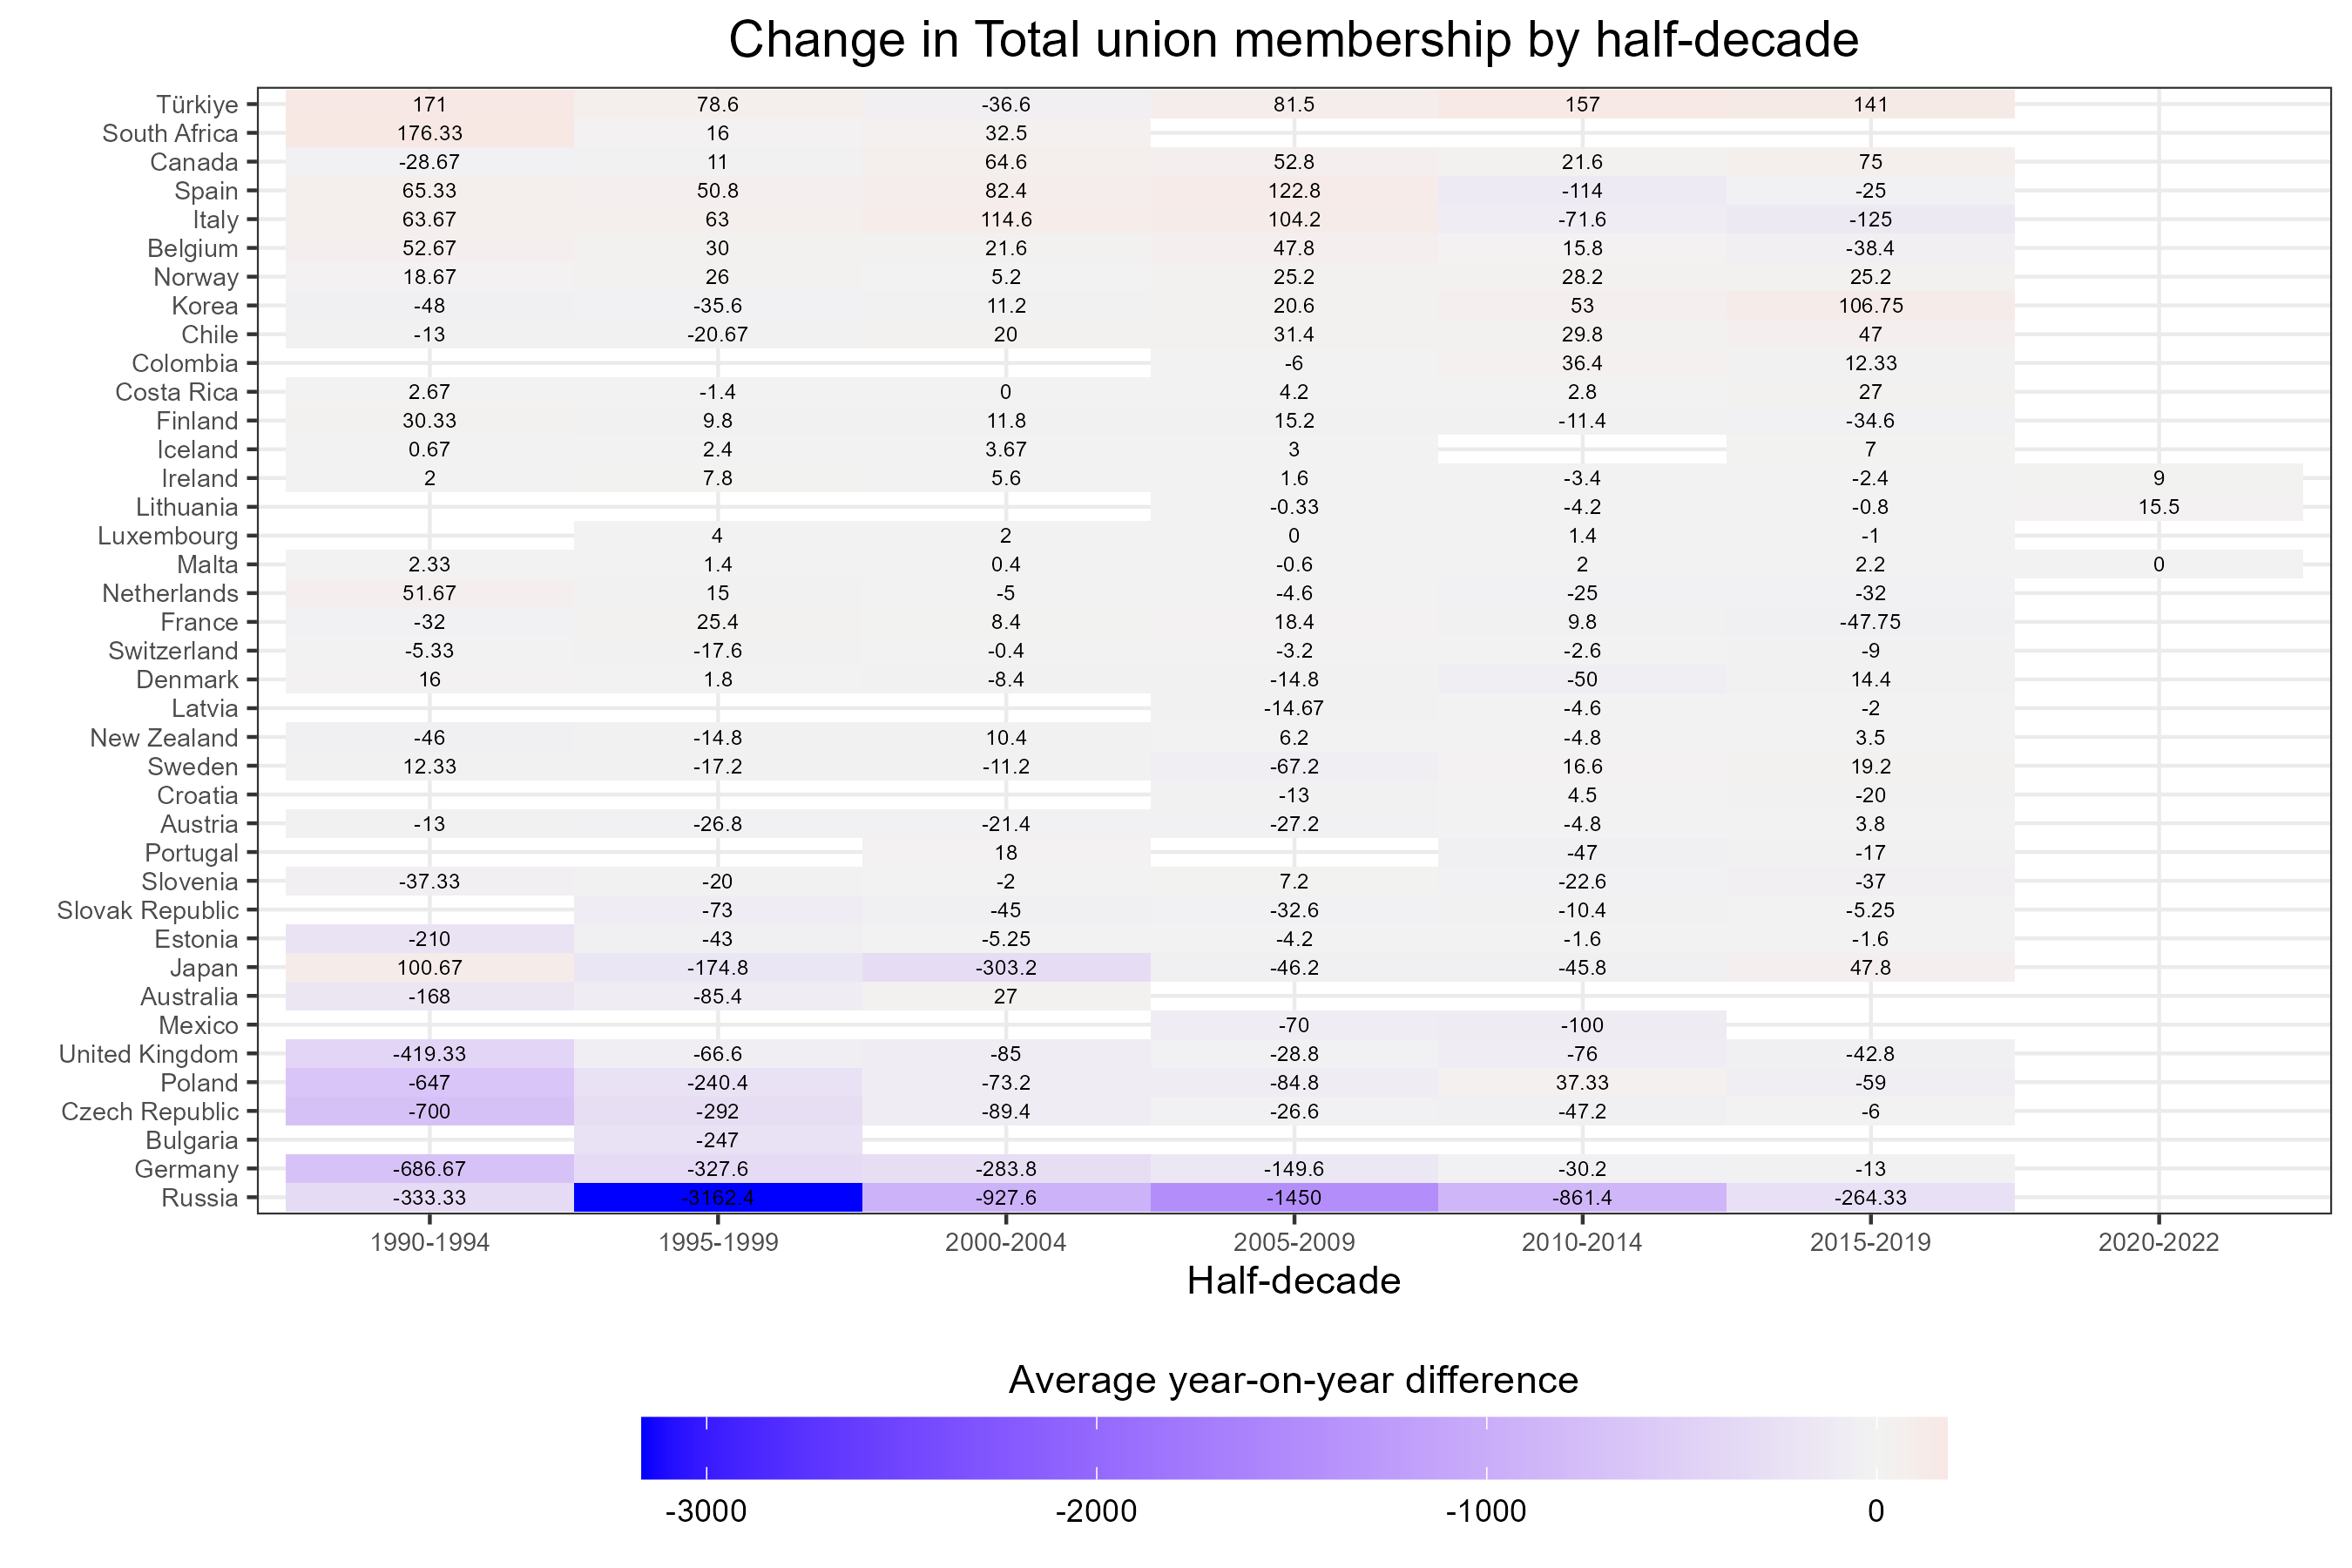 Change in Total union membership by half-decade
Türkiye 171 78.6 -36.6 81.5 157 141
South Africa 176.33 16 32.5
Canada -28.67 11 64.6 52.8 21.6 75
Spain 65.33 50.8 82.4 122.8 -114 -25
Italy 63.67 63 114.6 104.2 -71.6 -125
Belgium 52.67 30 21.6 47.8 15.8 -38.4
Norway 18.67 26 5.2 25.2 28.2 25.2
Korea -48 -35.6 11.2 20.6 53 106.75
Chile -13 -20.67 20 31.4 29.8 47
Colombia -6 36.4 12.33
Costa Rica 2.67 -1.4 0 4.2 2.8 27
Finland 30.33 9.8 11.8 15.2 -11.4 -34.6
Iceland 0.67 2.4 3.67 3 7
Ireland 2 7.8 5.6 1.6 -3.4 -2.4 9
Lithuania -0.33 -4.2 -0.8 15.5
Luxembourg 4 2 0 1.4 -1
Malta 2.33 1.4 0.4 -0.6 2 2.2 0
Netherlands 51.67 15 -5 -4.6 -25 -32
France -32 25.4 8.4 18.4 9.8 -47.75
Switzerland -5.33 -17.6 -0.4 -3.2 -2.6 -9
Denmark 16 1.8 -8.4 -14.8 -50 14.4
Latvia -14.67 -4.6 -2
New Zealand -46 -14.8 10.4 6.2 -4.8 3.5
Sweden 12.33 -17.2 -11.2 -67.2 16.6 19.2
Croatia -13 4.5 -20
Austria -13 -26.8 -21.4 -27.2 -4.8 3.8
Portugal 18 -47 -17
Slovenia -37.33 -20 -2 7.2 -22.6 -37
Slovak Republic -73 -45 -32.6 -10.4 -5.25
Estonia -210 -43 -5.25 -4.2 -1.6 -1.6
Japan 100.67 -174.8 -303.2 -46.2 -45.8 47.8
Australia -168 -85.4 27
Mexico -70 -100
United Kingdom -419.33 -66.6 -85 -28.8 -76 -42.8
Poland -647 -240.4 -73.2 -84.8 37.33 -59
Czech Republic -700 -292 -89.4 -26.6 -47.2 -6
Bulgaria -247
Germany -686.67 -327.6 -283.8 -149.6 -30.2 -13
Russia -333.33 -3162.4 -927.6 -1450 -861.4 -264.33
1990-1994 1995-1999 2000-2004 2005-2009 2010-2014 2015-2019 2020-2022
Half-decade
Average year-on-year difference
-3000 -2000 -1000 0